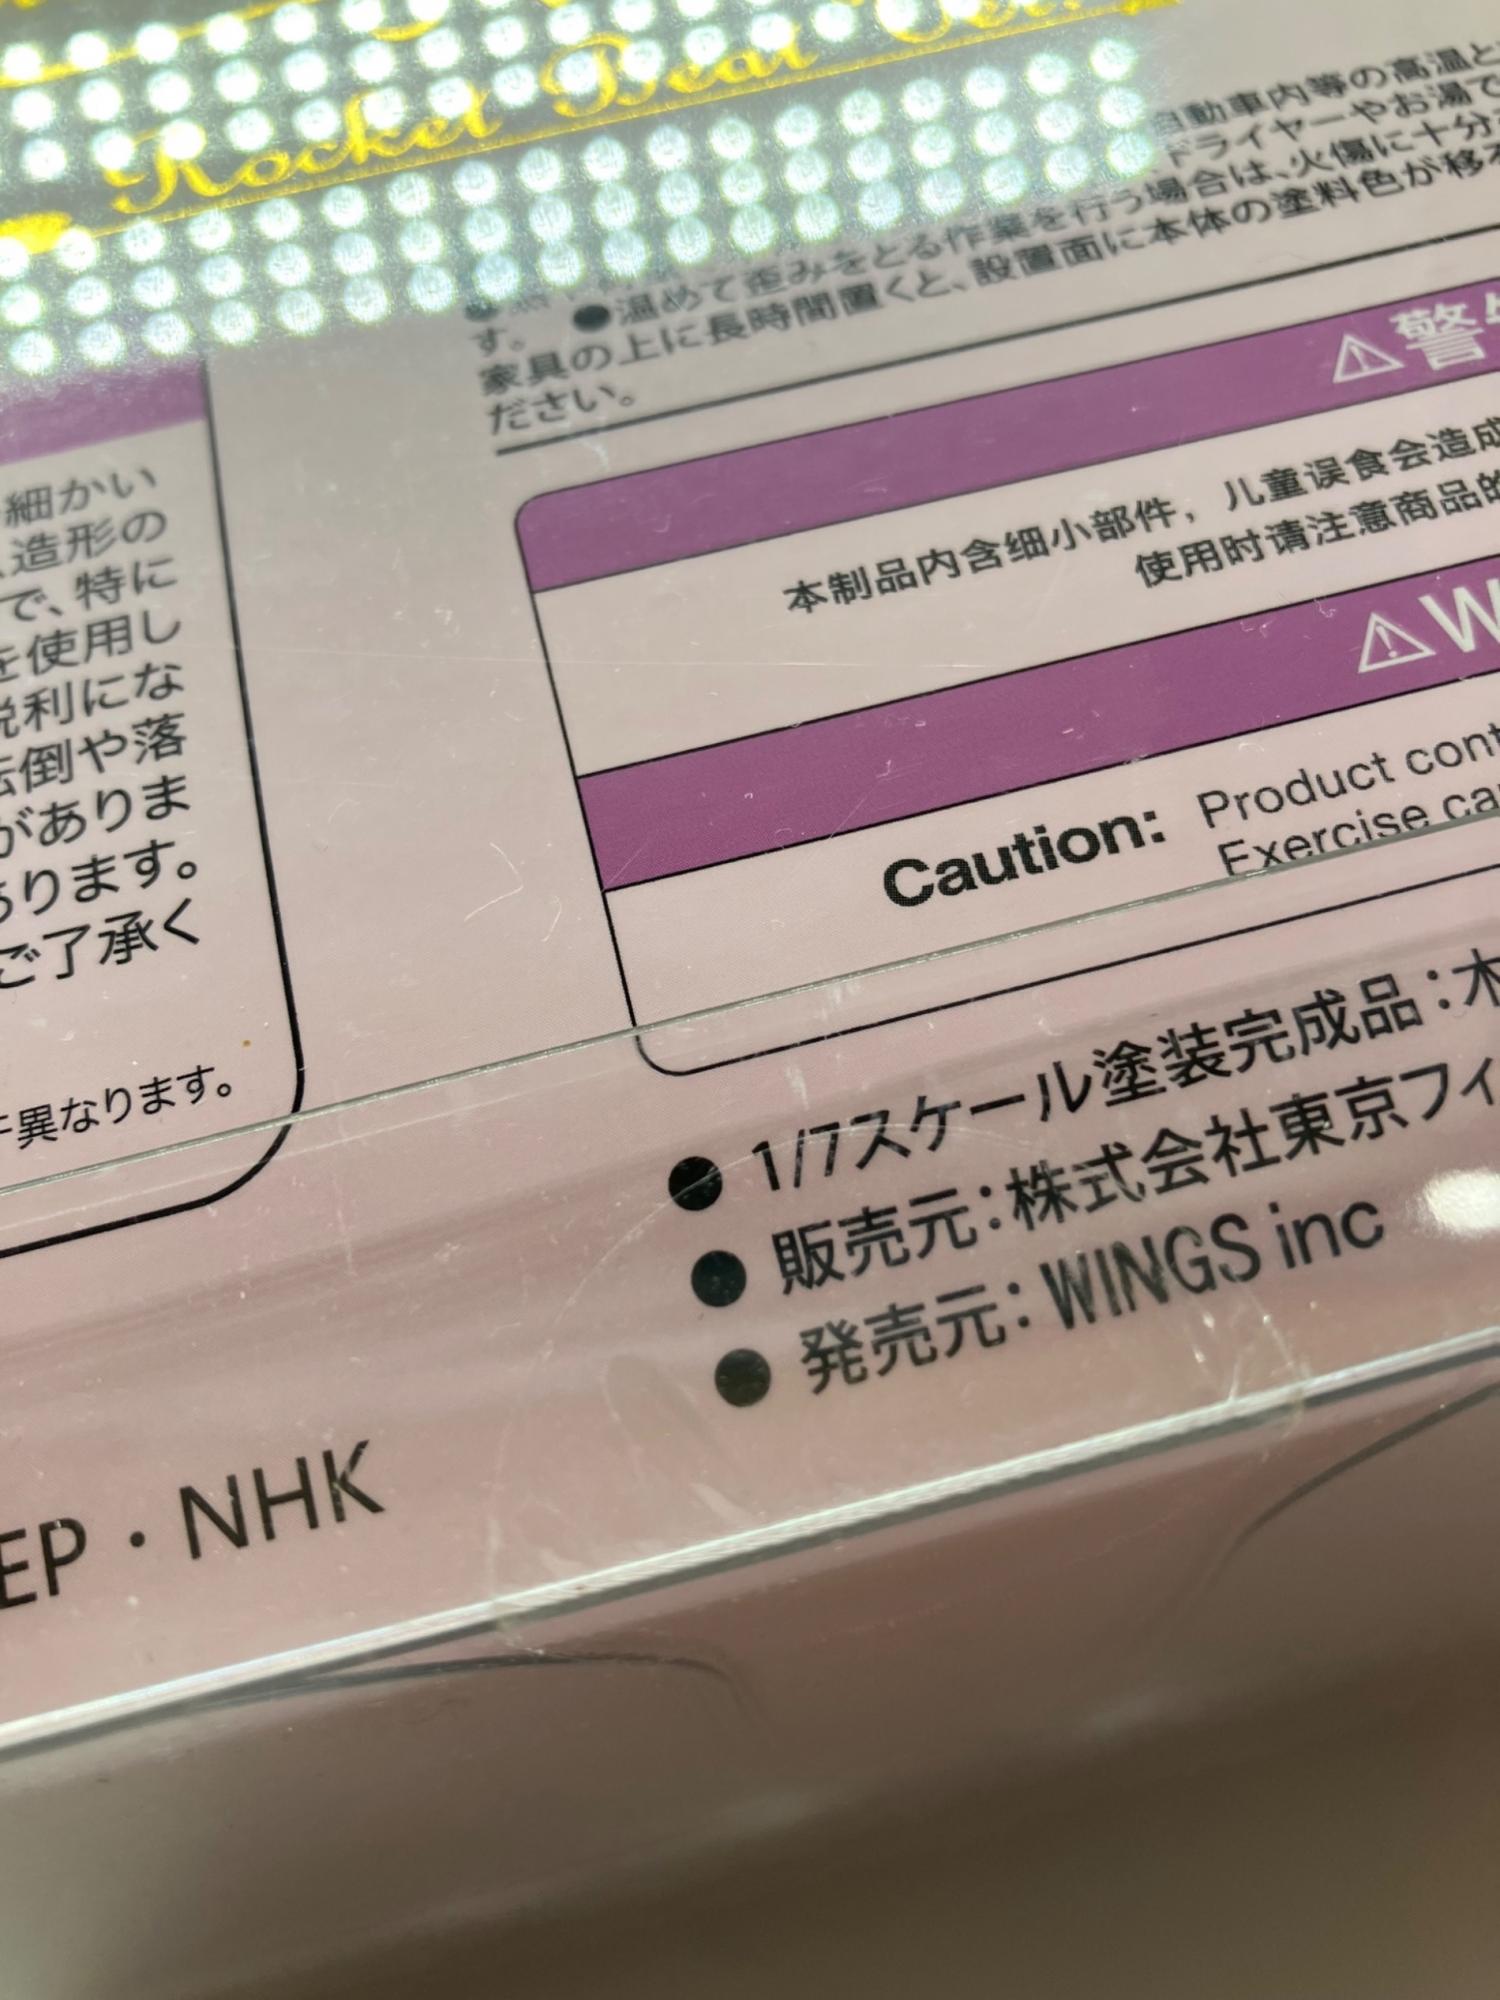 Rocket Beat Ver.
自動車内等の高温と
ドライヤーやお湯で
行う場合は、火傷に十分
●温めて歪みをとる作業を
す。
家具の上に長時間置くと、設置面に本体の塗料色が移
ださい。
細かい
造形の
で、特に
を使用し
鋭利にな
転倒や落
がありま
あります。
ご了承く
異なります。
⚠警
本制品内含细小部件，儿童误食会造成
使用时请注意商品的
⚠W
Caution: Product cont
Exercise ca
● 1/7スケール塗装完成品：木
● 販売元：株式会社東京フィ
● 発売元：WINGS inc
EP・NHK